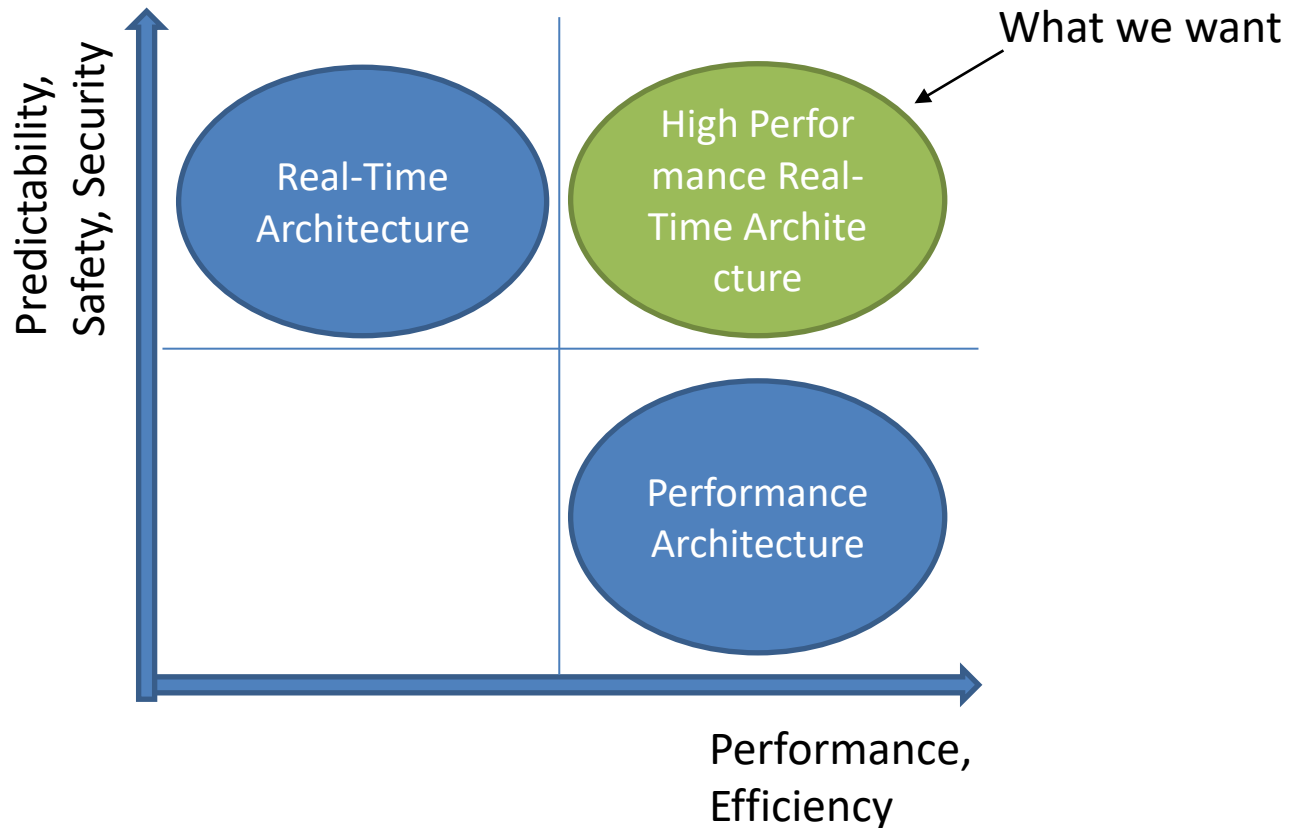 What we want
Predictability,
Safety, Security
Real-Time
Architecture
High Perfor
mance Real-
Time Archite
cture
Performance
Architecture
Performance,
Efficiency